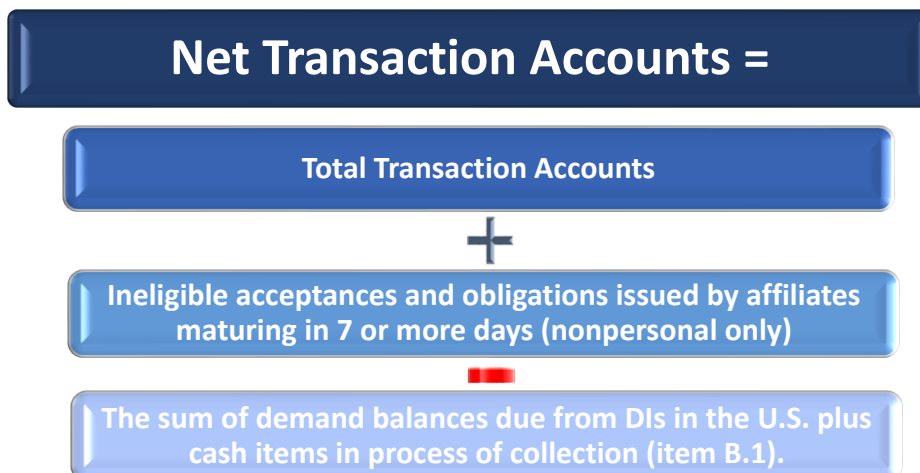 Net Transaction Accounts =
Total Transaction Accounts
+
Ineligible acceptances and obligations issued by affiliates
maturing in 7 or more days (nonpersonal only)
-
The sum of demand balances due from DIs in the U.S. plus
cash items in process of collection (item B.1).